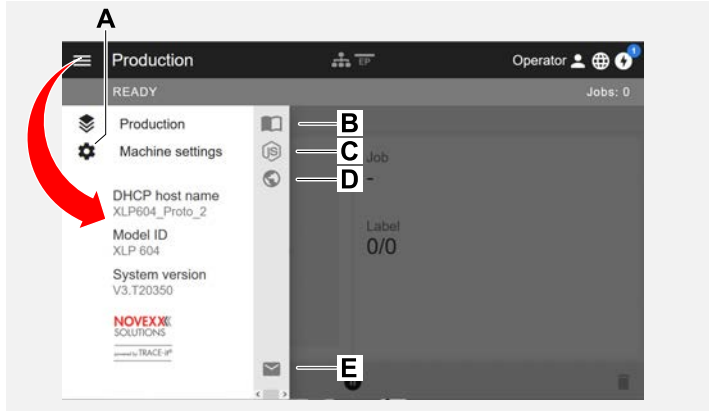 A
Production
EP
Operator
1
READY
Jobs: 0
Production
B
Machine settings
JS
C
Job
-
D
DHCP host name
XLP604_Proto_2
Label
0/0
Model ID
XLP 604
System version
V3.T20350
NOVEXX
SOLUTIONS
powered by TRACE-it®
E